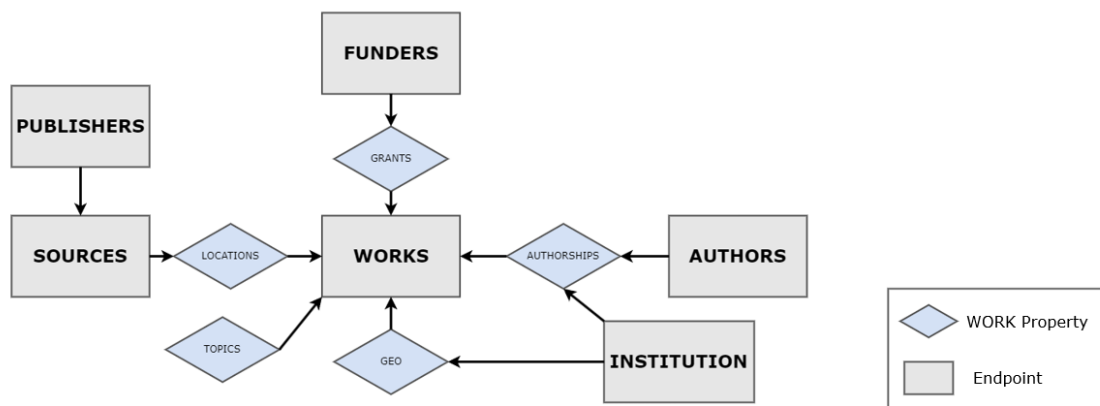 FUNDERS
PUBLISHERS
GRANTS
SOURCES
LOCATIONS
WORKS
AUTHORSHIPS
AUTHORS
TOPICS
GEO
INSTITUTION
WORK Property
Endpoint